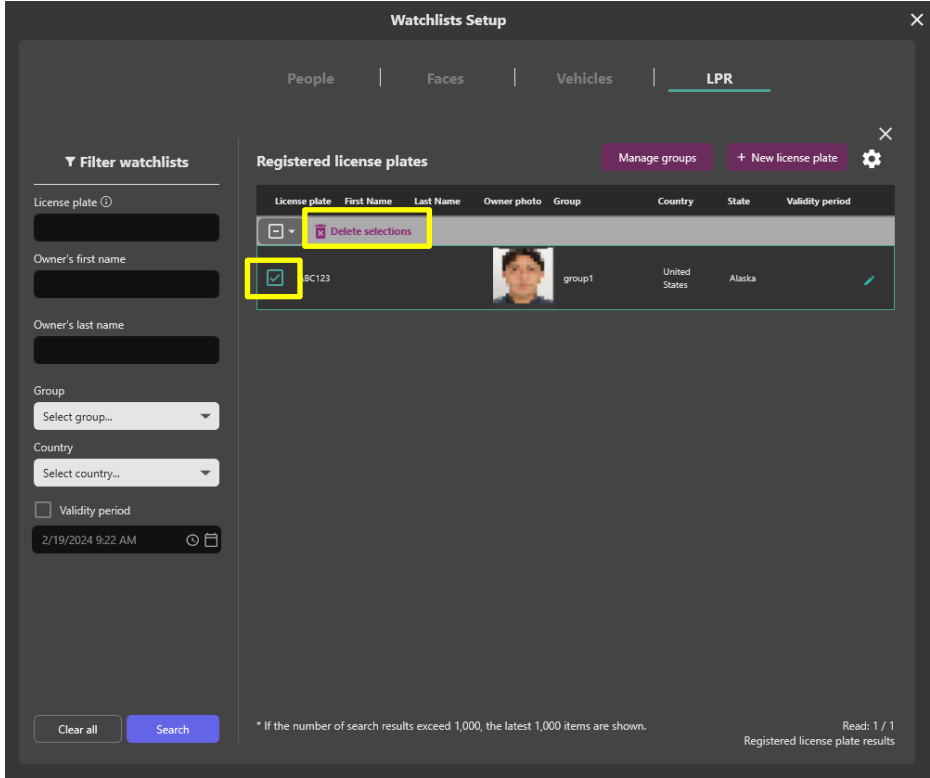 Watchlists Setup
People
Faces
Vehicles
LPR
Filter watchlists
Registered license plates
Manage groups
+ New license plate
License plate
Owner's first name
Owner's last name
Group
Select group...
Country
Select country...
Validity period
2/19/2024 9:22 AM
Clear all
Search
License plate First Name Last Name Owner photo Group Country State Validity period
Delete selections
BC123 group1 United States Alaska
* If the number of search results exceed 1,000, the latest 1,000 items are shown.
Read: 1 / 1
Registered license plate results